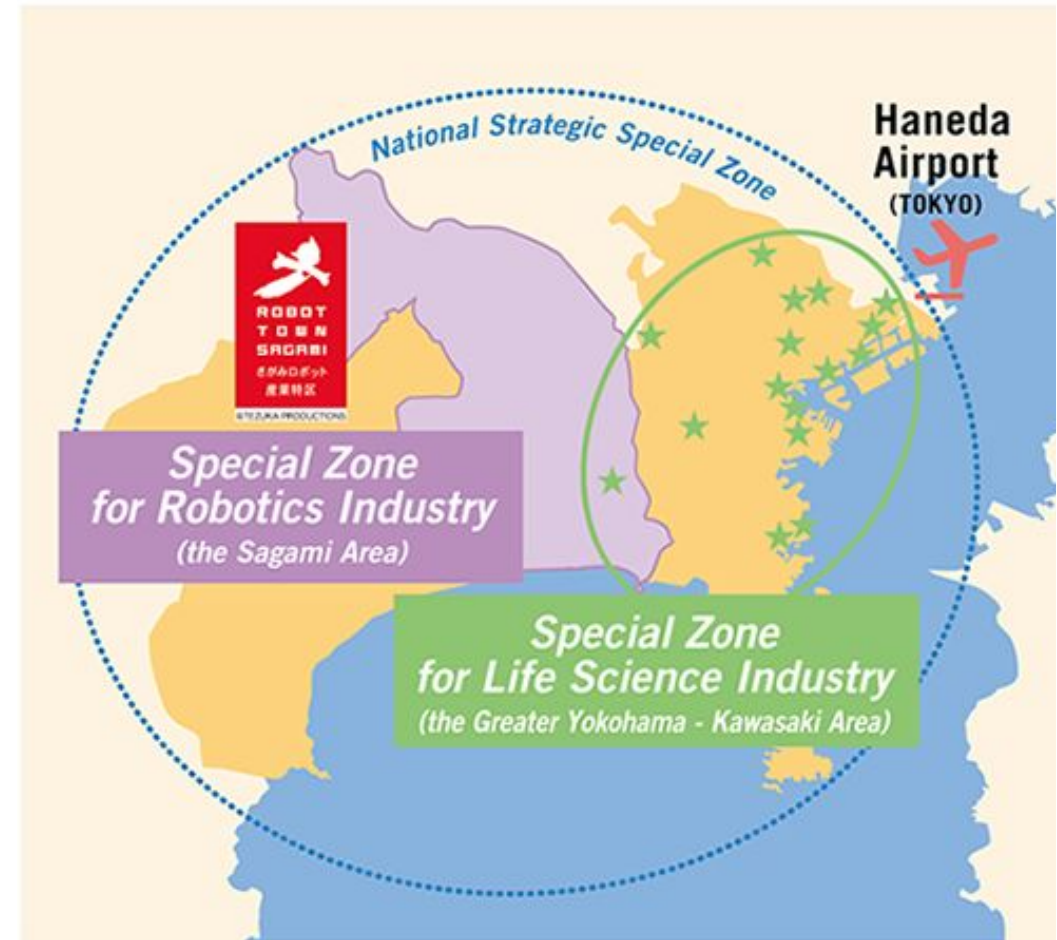 National Strategic Special Zone
Haneda
Airport
(TOKYO)
ROBOT
TOWN
SAGAMI
さがみロボット
産業特区
©TEZUKA PRODUCTIONS
Special Zone
for Robotics Industry
(the Sagami Area)
Special Zone
for Life Science Industry
(the Greater Yokohama - Kawasaki Area)